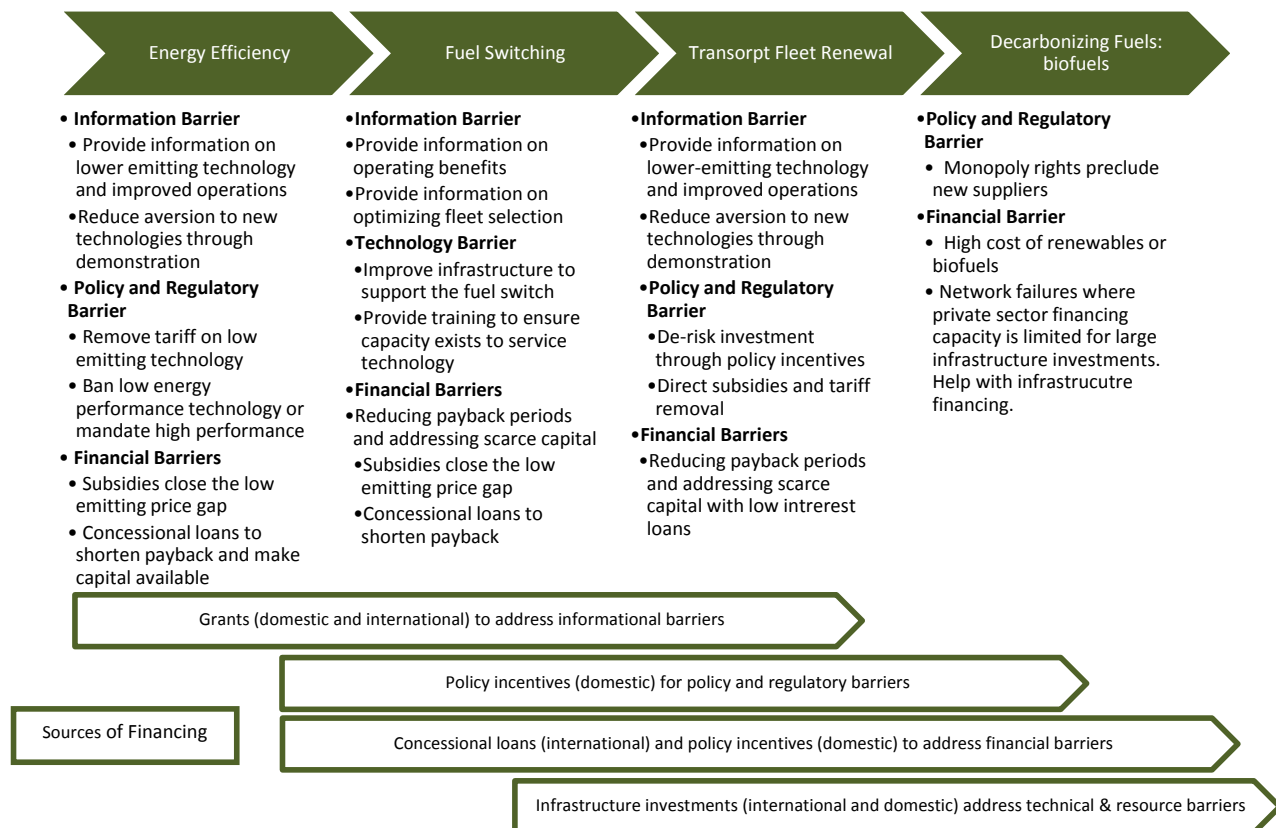 Energy Efficiency
Fuel Switching
Transorpt Fleet Renewal
Decarbonizing Fuels:
biofuels
• Information Barrier
• Provide information on
lower emitting technology
and improved operations
•Reduce aversion to new
technologies through
demonstration
• Policy and Regulatory
Barrier
• Remove tariff on low
emitting technology
• Ban low energy
performance technology or
mandate high performance
• Financial Barriers
• Subsidies close the low
emitting price gap
• Concessional loans to
shorten payback and make
capital available
•Information Barrier
•Provide information on
operating benefits
•Provide information on
optimizing fleet selection
•Technology Barrier
•Improve infrastructure to
support the fuel switch
•Provide training to ensure
capacity exists to service
technology
•Financial Barriers
•Reducing payback periods
and addressing scarce capital
•Subsidies close the low
emitting price gap
•Concessional loans to
shorten payback
•Information Barrier
•Provide information on
lower-emitting technology
and improved operations
•Reduce aversion to new
technologies through
demonstration
•Policy and Regulatory
Barrier
•De-risk investment
through policy incentives
•Direct subsidies and tariff
removal
•Financial Barriers
•Reducing payback periods
and addressing scarce
capital with low intrerest
loans
•Policy and Regulatory
Barrier
• Monopoly rights preclude
new suppliers
•Financial Barrier
• High cost of renewables or
biofuels
• Network failures where
private sector financing
capacity is limited for large
infrastructure investments.
Help with infrastrucutre
financing.
Grants (domestic and international) to address informational barriers
Policy incentives (domestic) for policy and regulatory barriers
Sources of Financing
Concessional loans (international) and policy incentives (domestic) to address financial barriers
Infrastructure investments (international and domestic) address technical & resource barriers